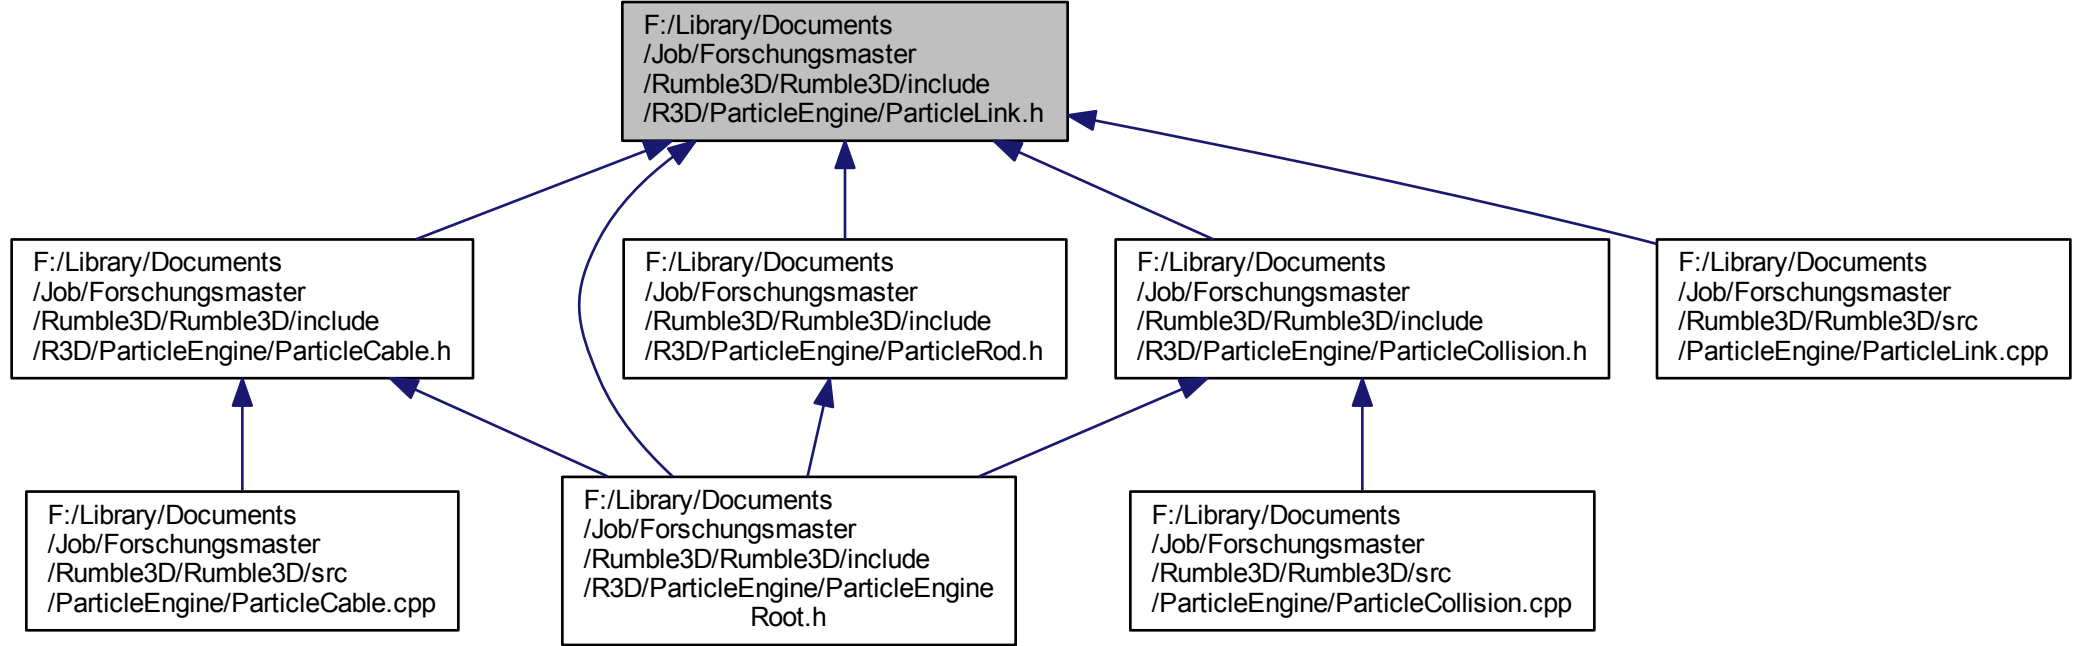 F:/Library/Documents
/Job/Forschungsmaster
/Rumble3D/Rumble3D/include
/R3D/ParticleEngine/ParticleLink.h
F:/Library/Documents
/Job/Forschungsmaster
/Rumble3D/Rumble3D/include
/R3D/ParticleEngine/ParticleCable.h
F:/Library/Documents
/Job/Forschungsmaster
/Rumble3D/Rumble3D/include
/R3D/ParticleEngine/ParticleRod.h
F:/Library/Documents
/Job/Forschungsmaster
/Rumble3D/Rumble3D/include
/R3D/ParticleEngine/ParticleCollision.h
F:/Library/Documents
/Job/Forschungsmaster
/Rumble3D/Rumble3D/src
/ParticleEngine/ParticleLink.cpp
F:/Library/Documents
/Job/Forschungsmaster
/Rumble3D/Rumble3D/src
/ParticleEngine/ParticleCable.cpp
F:/Library/Documents
/Job/Forschungsmaster
/Rumble3D/Rumble3D/include
/R3D/ParticleEngine/ParticleEngine
Root.h
F:/Library/Documents
/Job/Forschungsmaster
/Rumble3D/Rumble3D/src
/ParticleEngine/ParticleCollision.cpp